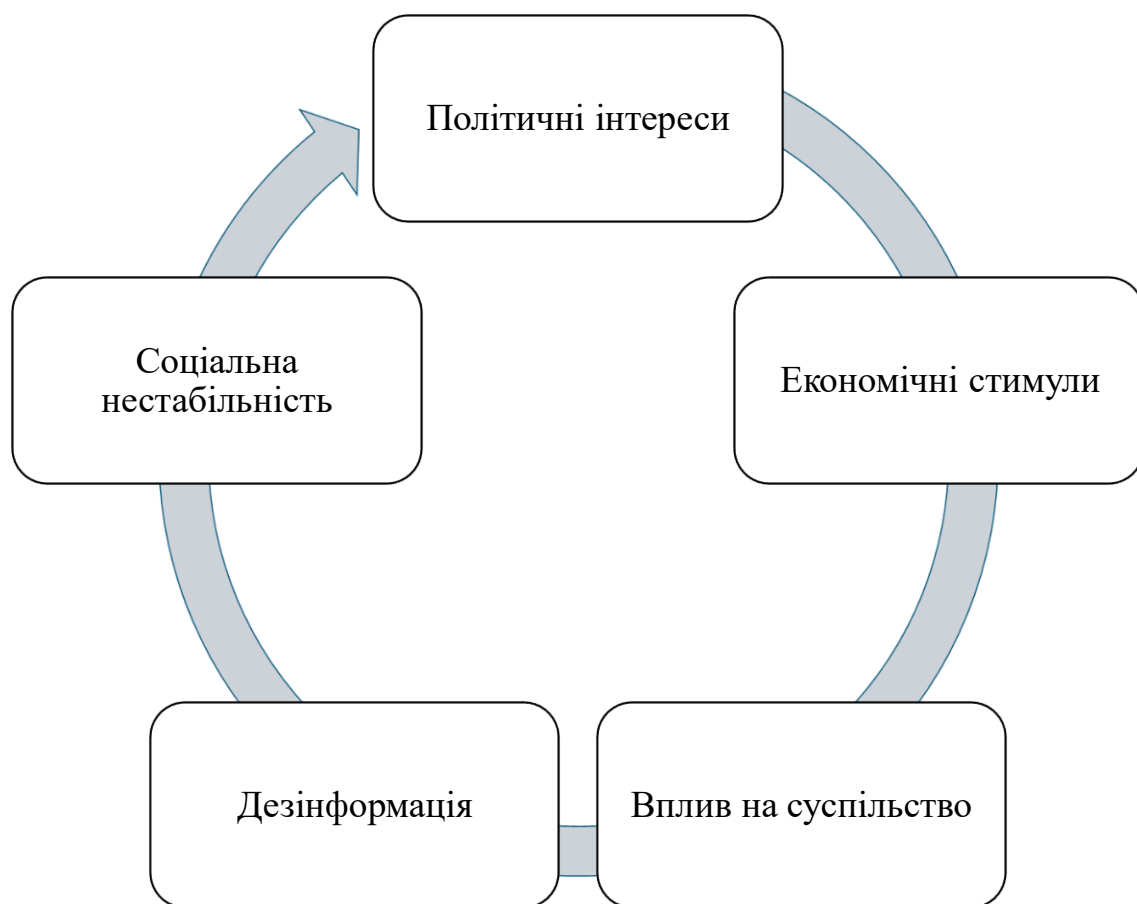 Політичні інтереси
Економічні стимули
Вплив на суспільство
Дезінформація
Соціальна
нестабільність